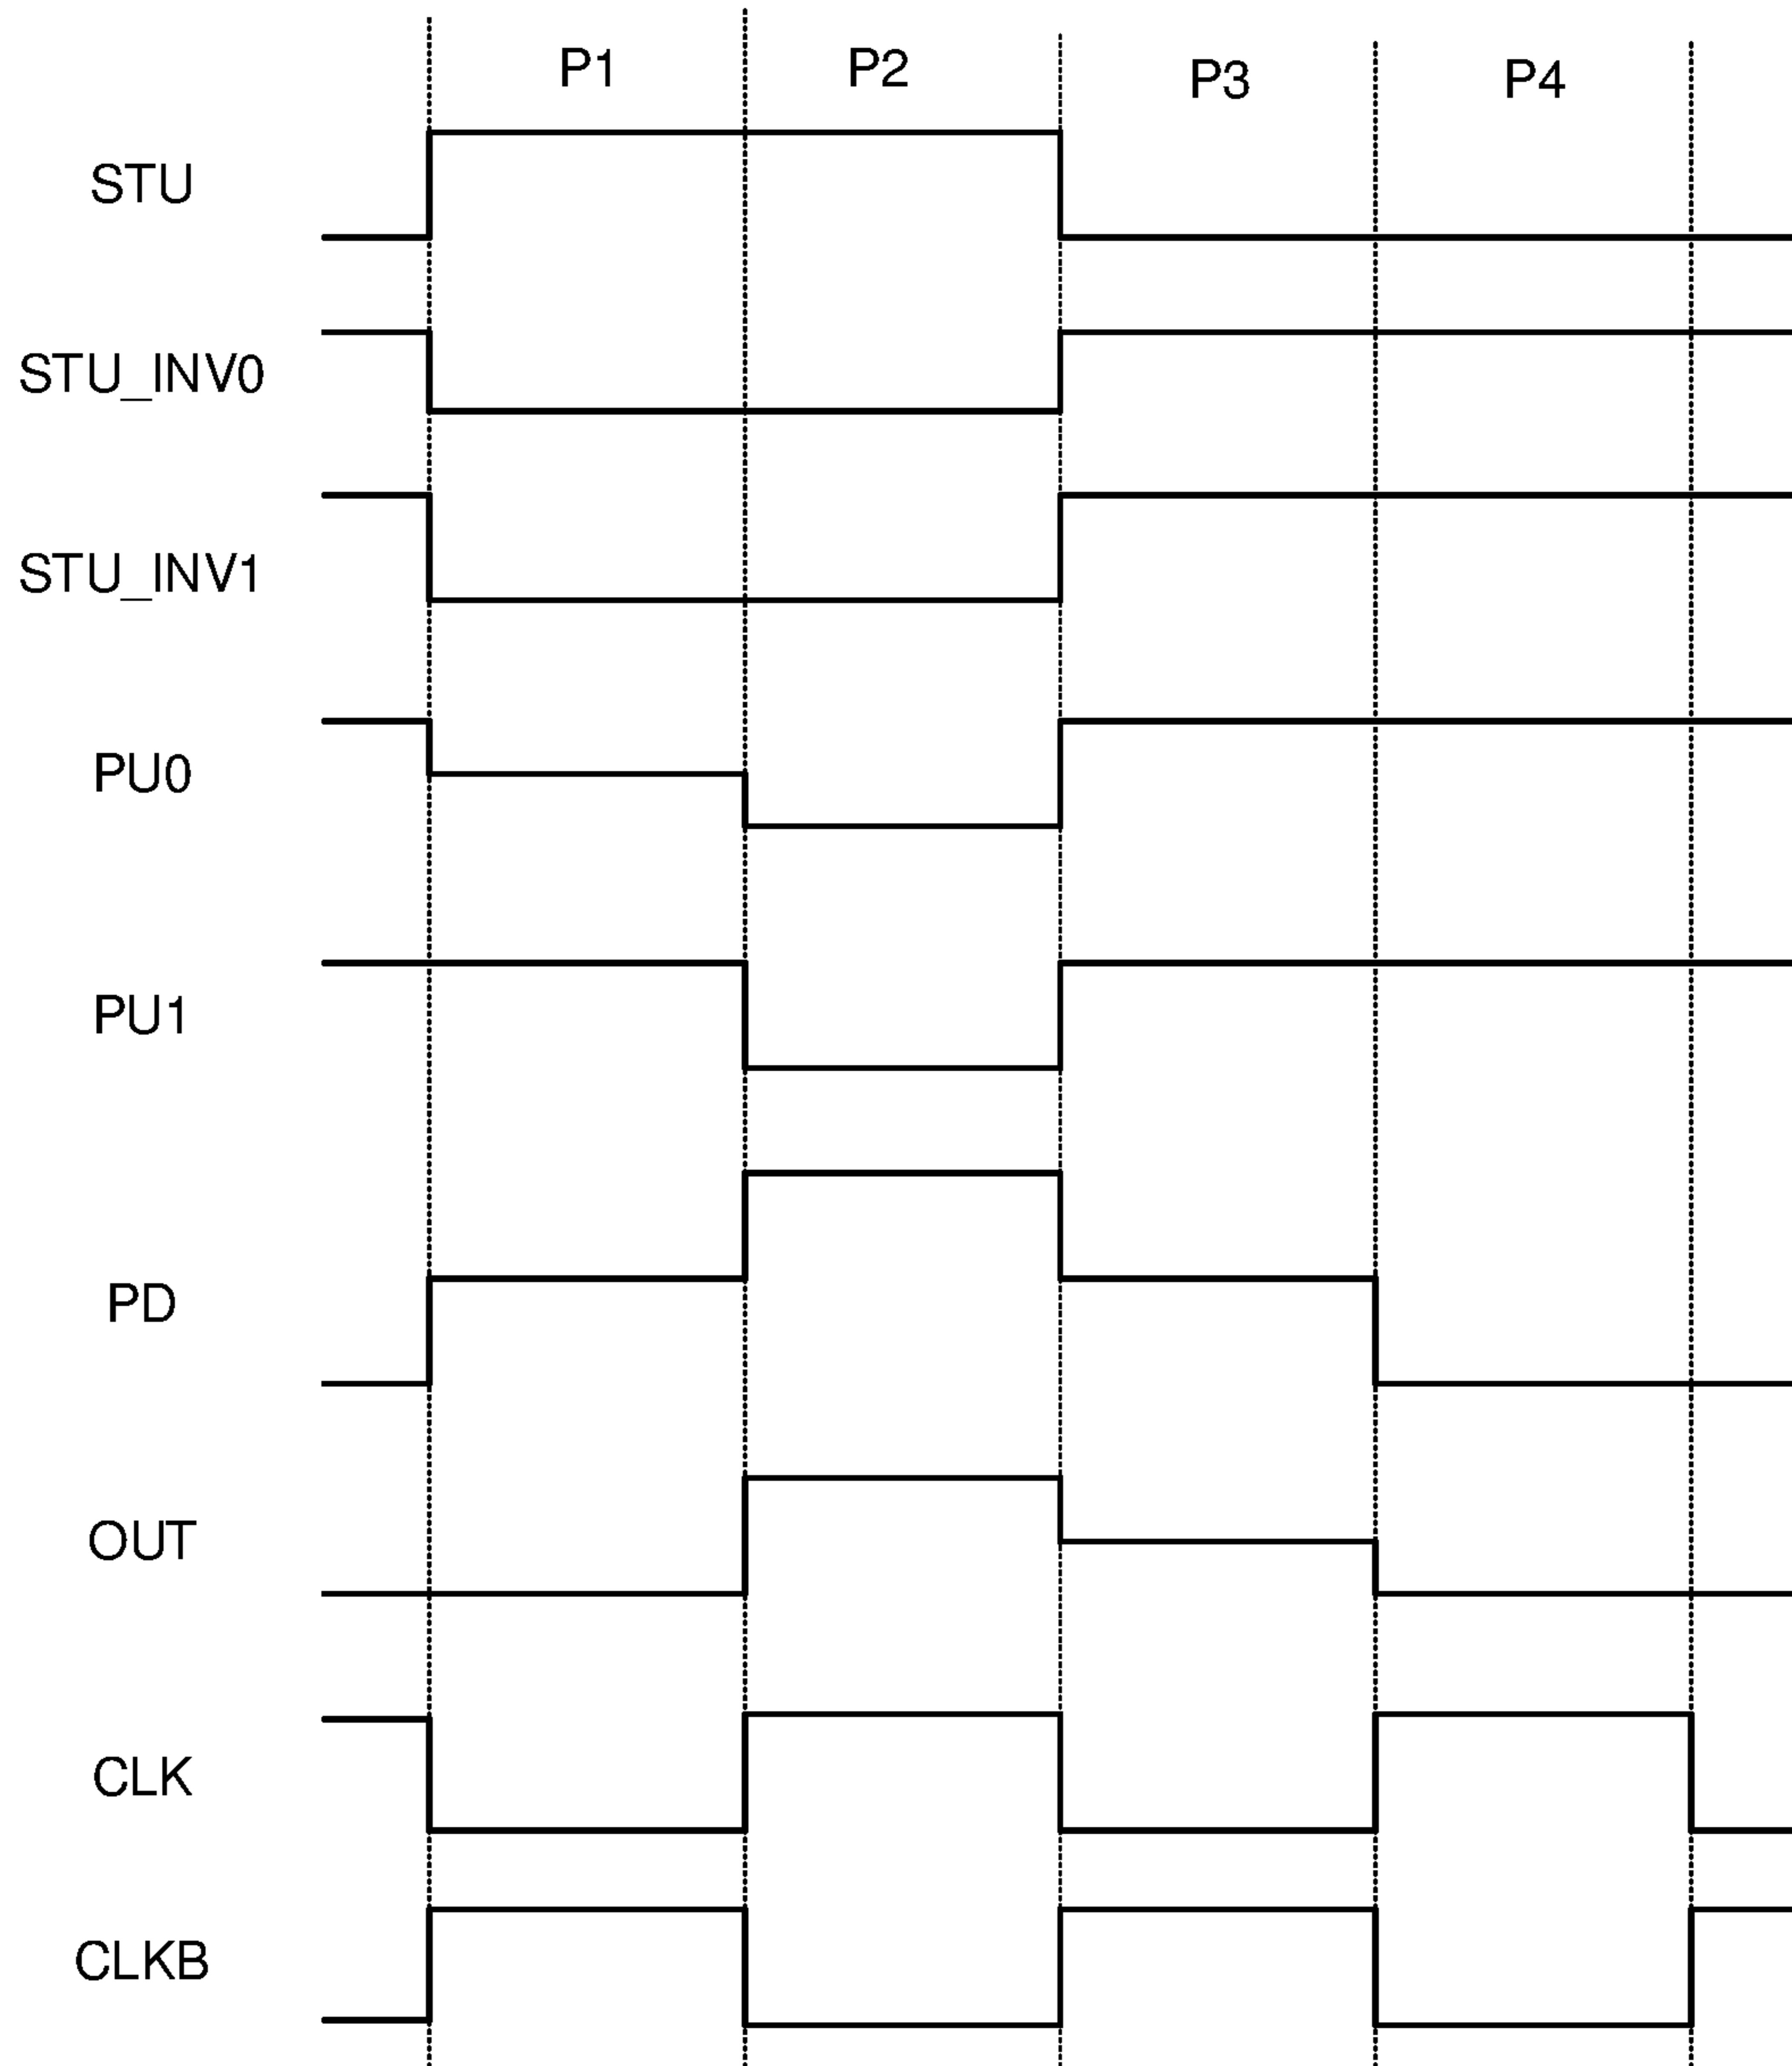 P1 P2 P3 P4
STU
STU_INV0
STU_INV1
PU0
PU1
PD
OUT
CLK
CLKB